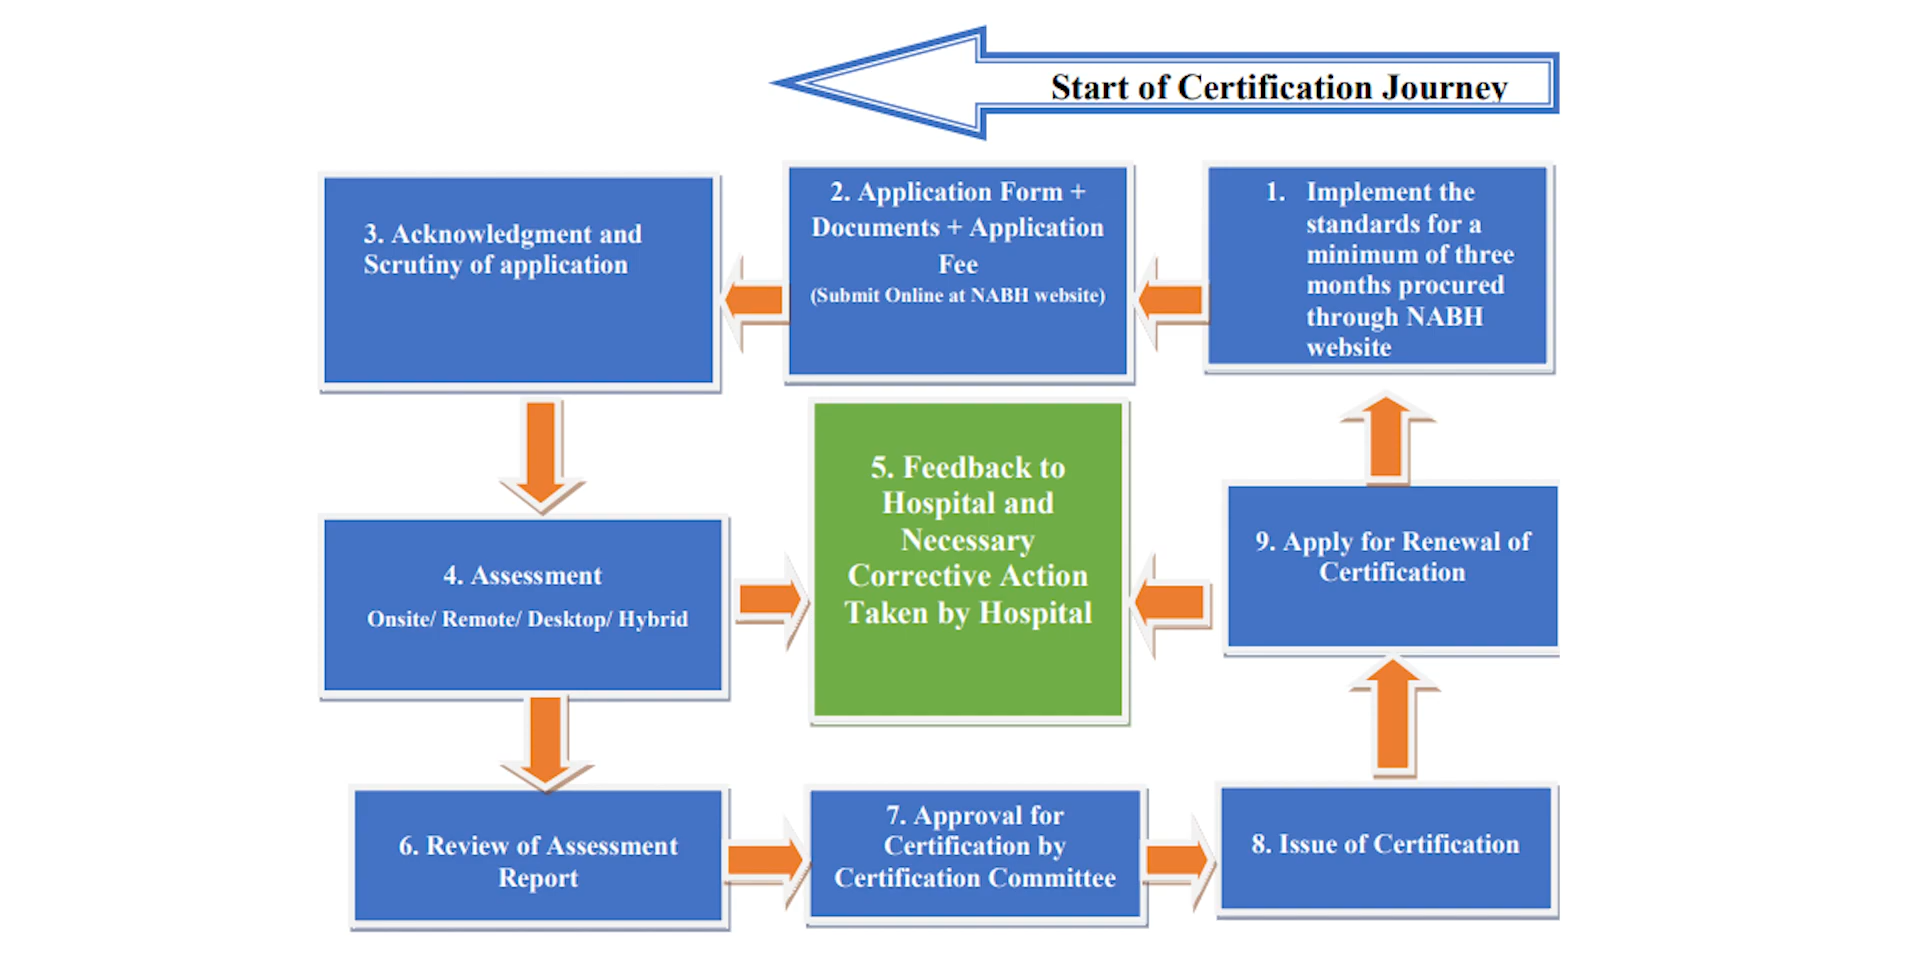 Start of Certification Journey
1. Implement the
standards for a
minimum of three
months procured
through NABH
website
2. Application Form +
Documents + Application
Fee
(Submit Online at NABH website)
3. Acknowledgment and
Scrutiny of application
4. Assessment
Onsite/ Remote/ Desktop/ Hybrid
5. Feedback to
Hospital and
Necessary
Corrective Action
Taken by Hospital
6. Review of Assessment
Report
7. Approval for
Certification by
Certification Committee
8. Issue of Certification
9. Apply for Renewal of
Certification